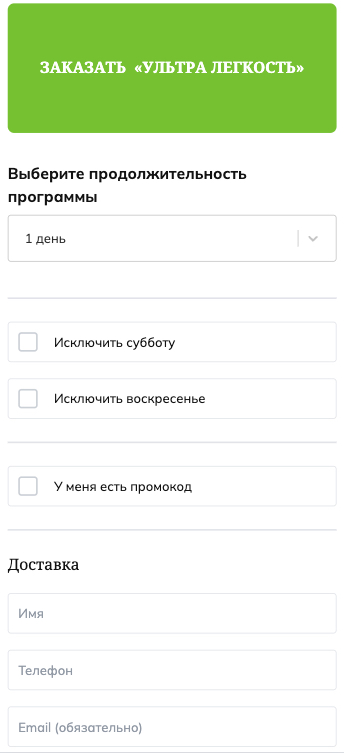 ЗАКАЗАТЬ «УЛЬТРА ЛЕГКОСТЬ»
Выберите продолжительность
программы
1 день
Исключить субботу
Исключить воскресенье
У меня есть промокод
Доставка
Имя
Телефон
Email (обязательно)